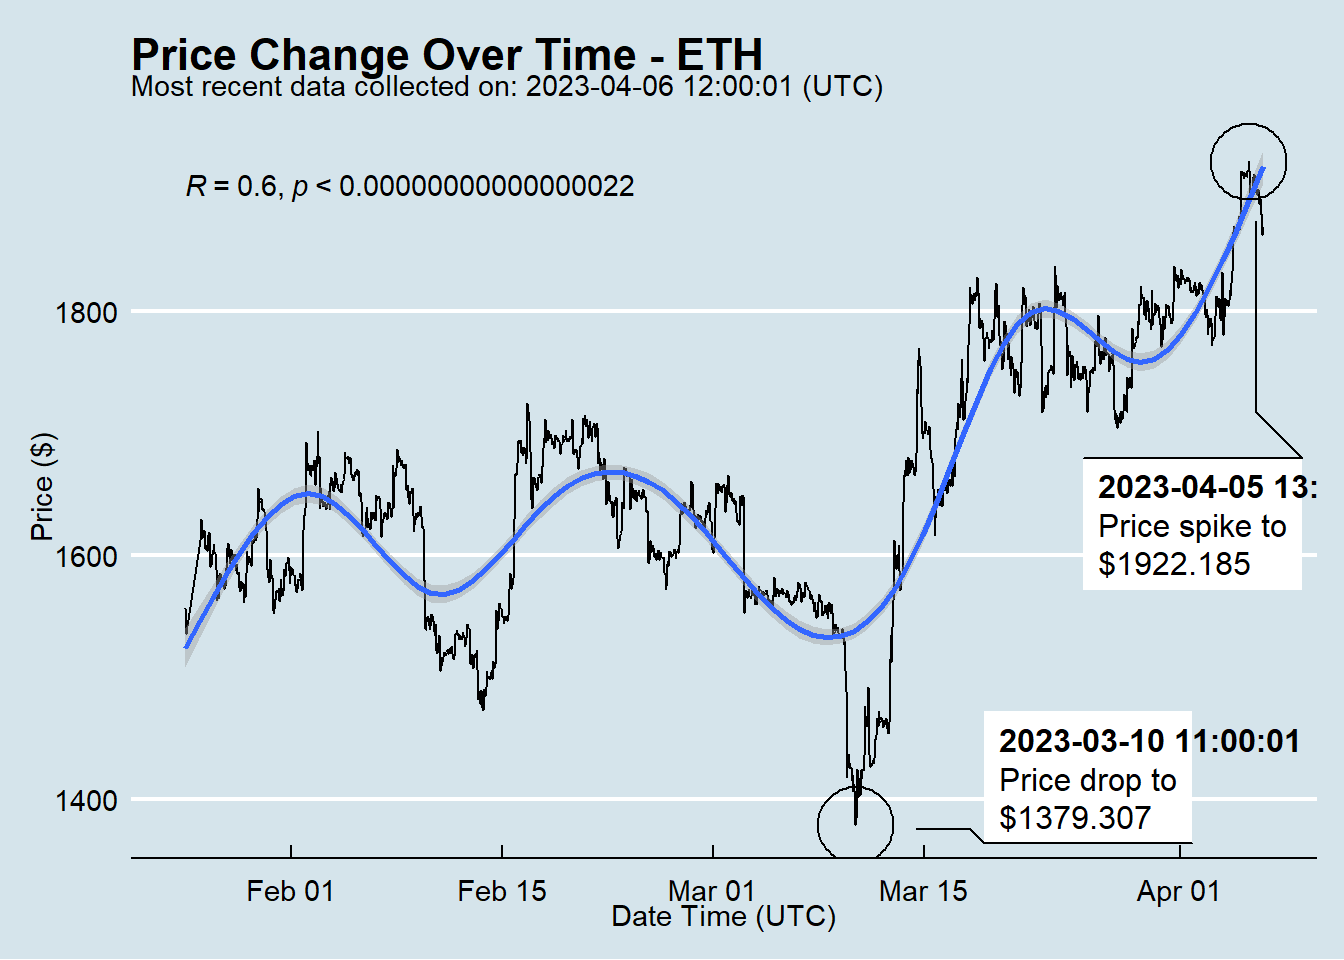 Price Change Over Time - ETH
Most recent data collected on: 2023-04-06 12:00:01 (UTC)
R = 0.6, p < 0.00000000000000022
1800
1600
1400
Price ($)
2023-04-05 13:
Price spike to
$1922.185
2023-03-10 11:00:01
Price drop to
$1379.307
Feb 01
Feb 15
Mar 01
Mar 15
Apr 01
Date Time (UTC)